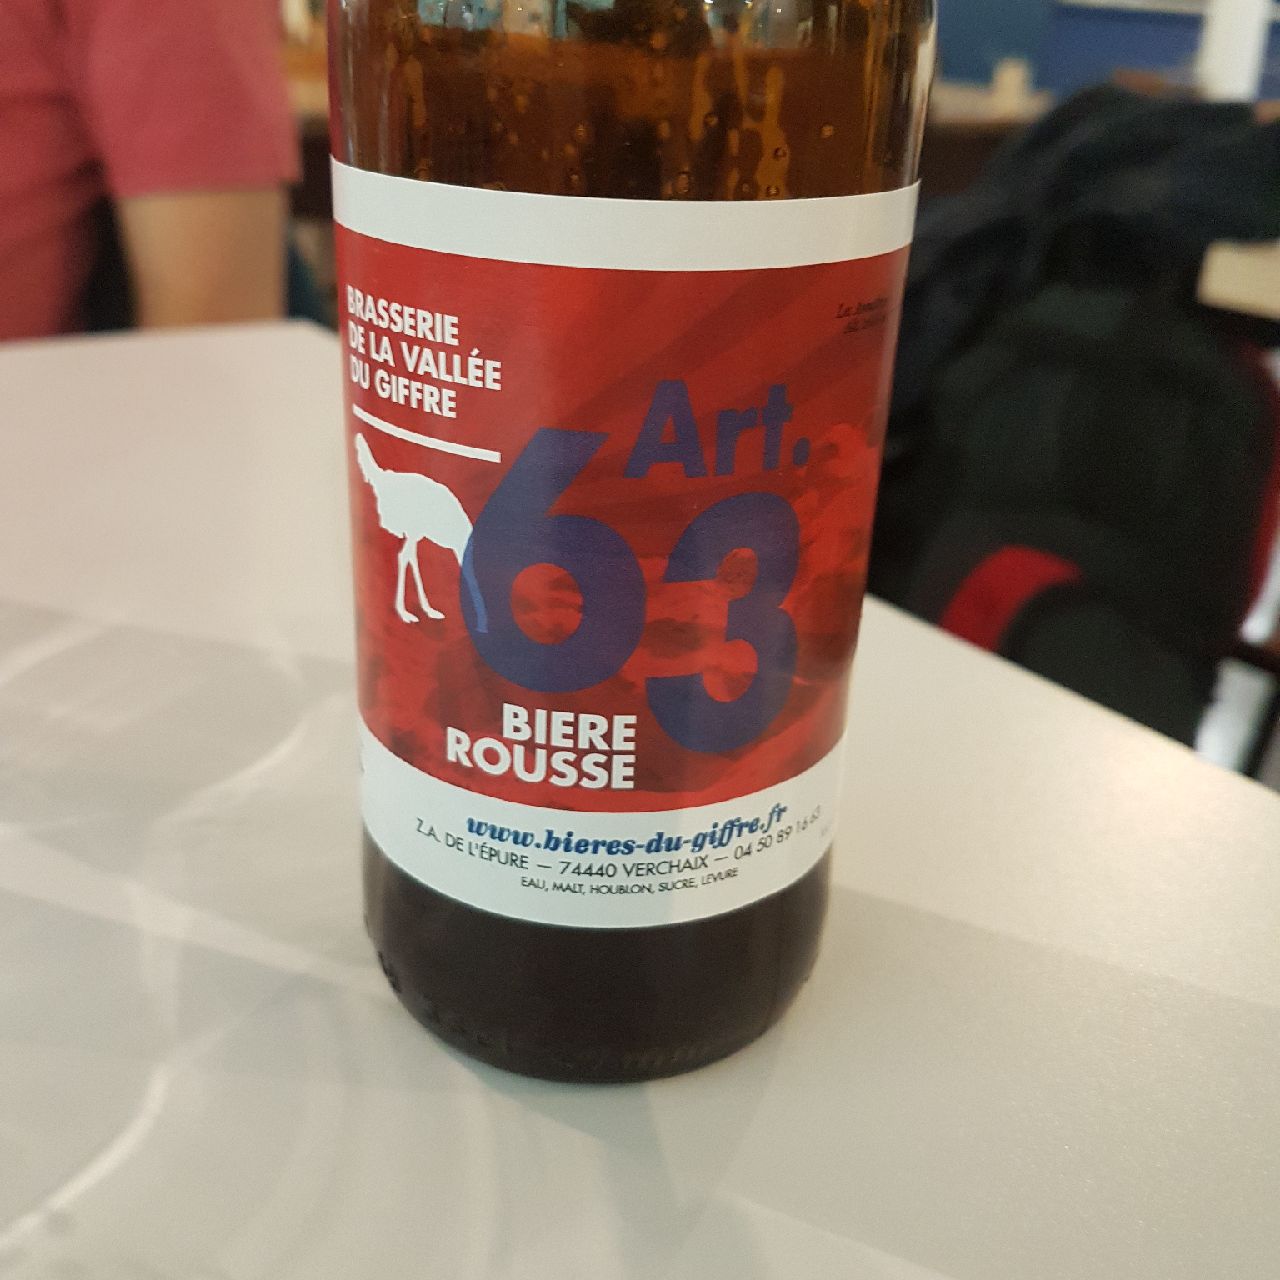 BRASSERIE
DE LA VALLÉE
DU GIFFRE
Art.
63
BIERE
ROUSSE
www.bieres-du-giffre.fr
Z.A. DE L'ÉPURE – 74440 VERCHAIX – 04 50 89 16 63
EAU, MALT, HOUBLON, SUCRE, LEVURE